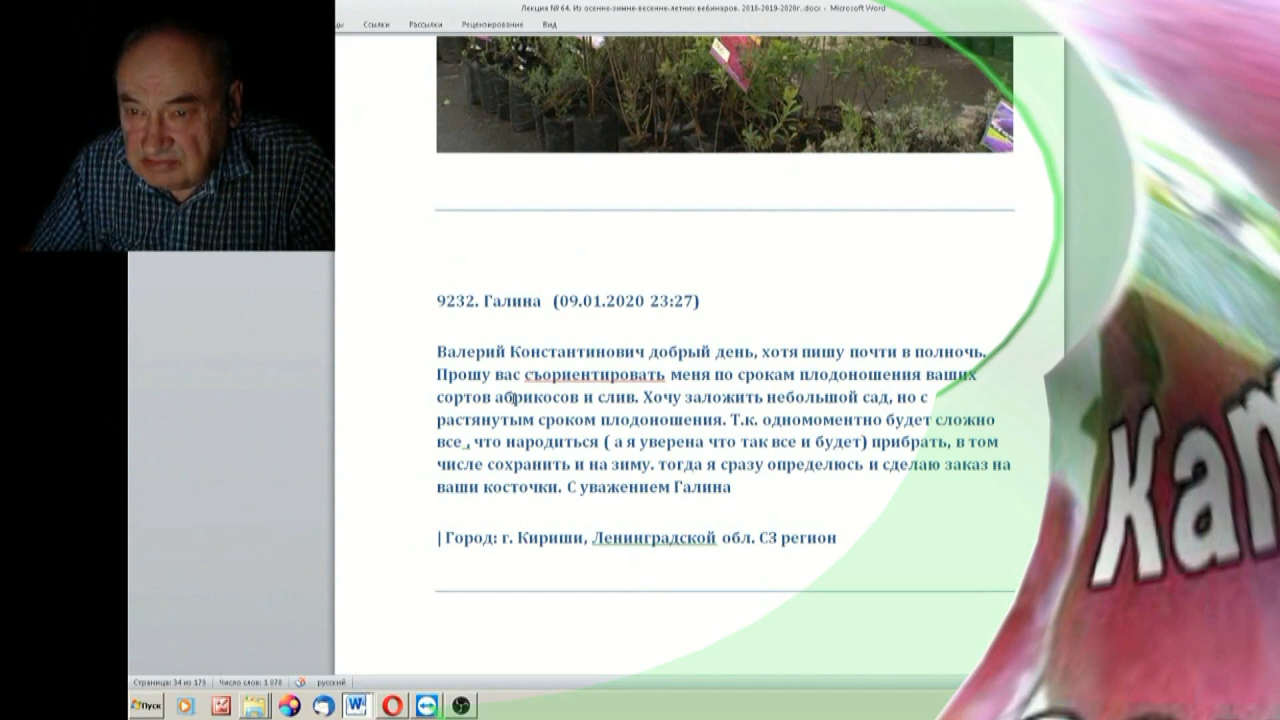 Лекция № 64. Из осенне-зимне-весенне-летних вебинаров. 2018-2019-2020г..docx - Microsoft Word
Ссылки Рассылки Рецензирование Вид
9232. Галина (09.01.2020 23:27)
Валерий Константинович добрый день, хотя пишу почти в полночь.
Прошу вас съориентировать меня по срокам плодоношения ваших
сортов абрикосов и слив. Хочу заложить небольшой сад, но с
растянутым сроком плодоношения. Т.к. одномоментно будет сложно
все , что народиться ( а я уверена что так все и будет) прибрать, в том
числе сохранить и на зиму. тогда я сразу определюсь и сделаю заказ на
ваши косточки. С уважением Галина
| Город: г. Кириши, Ленинградской обл. СЗ регион
Страница: 34 из 179 Число слов: 1 078 русский
Пуск